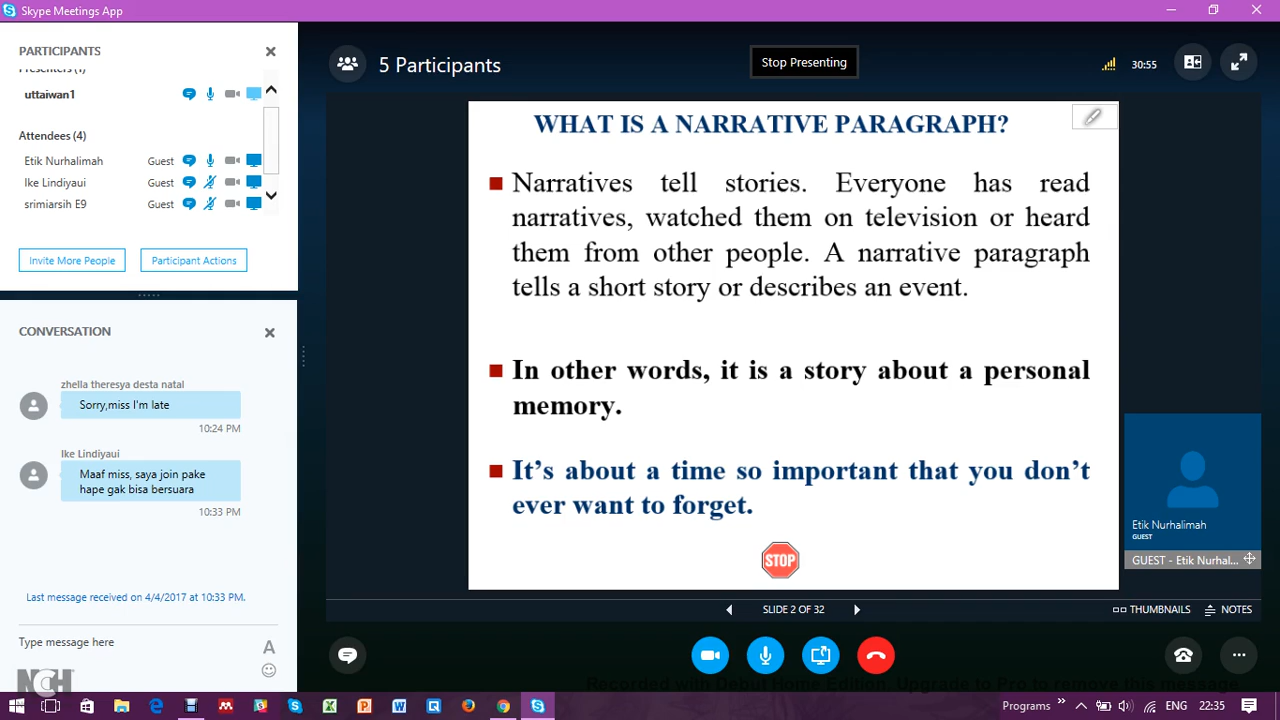 Skype Meetings App
PARTICIPANTS
Presenters (1)
uttaiwan1
Attendees (4)
Etik Nurhalimah Guest
Ike Lindiyaui Guest
srimiarsih E9 Guest
Invite More People Participant Actions
CONVERSATION
zhella theresya desta natal
Sorry,miss I'm late
10:24 PM
Ike Lindiyaui
Maaf miss, saya join pake
hape gak bisa bersuara
10:33 PM
Last message received on 4/4/2017 at 10:33 PM.
Type message here
A
NCH
5 Participants
Stop Presenting
30:55
WHAT IS A NARRATIVE PARAGRAPH?
Narratives tell stories. Everyone has read
narratives, watched them on television or heard
them from other people. A narrative paragraph
tells a short story or describes an event.
In other words, it is a story about a personal
memory.
It's about a time so important that you don't
ever want to forget.
STOP
Etik Nurhalimah
GUEST
GUEST - Etik Nurhal...
SLIDE 2 OF 32
THUMBNAILS NOTES
Recorded with Debut Home Edition. Upgrade to Pro to remove this message.
Programs » ENG 22:35